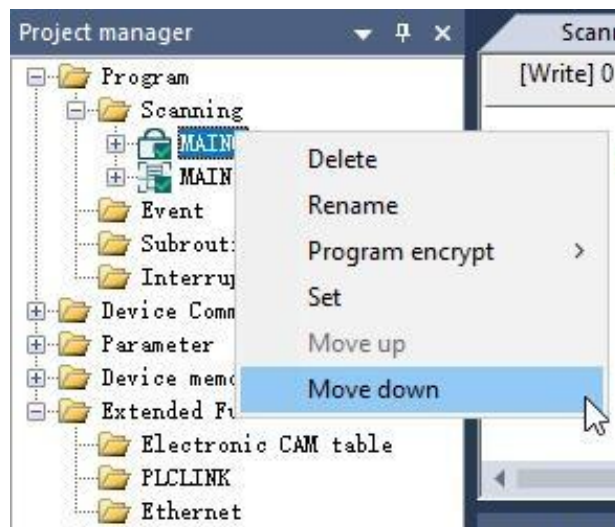 Project manager
Scann
[Write] 0
Program
Scanning
MAIN
MAIN
Event
Subrout
Interrup
Device Comm
Parameter
Device memo
Extended Fu
Electronic CAM table
PLCLINK
Ethernet
Delete
Rename
Program encrypt
Set
Move up
Move down